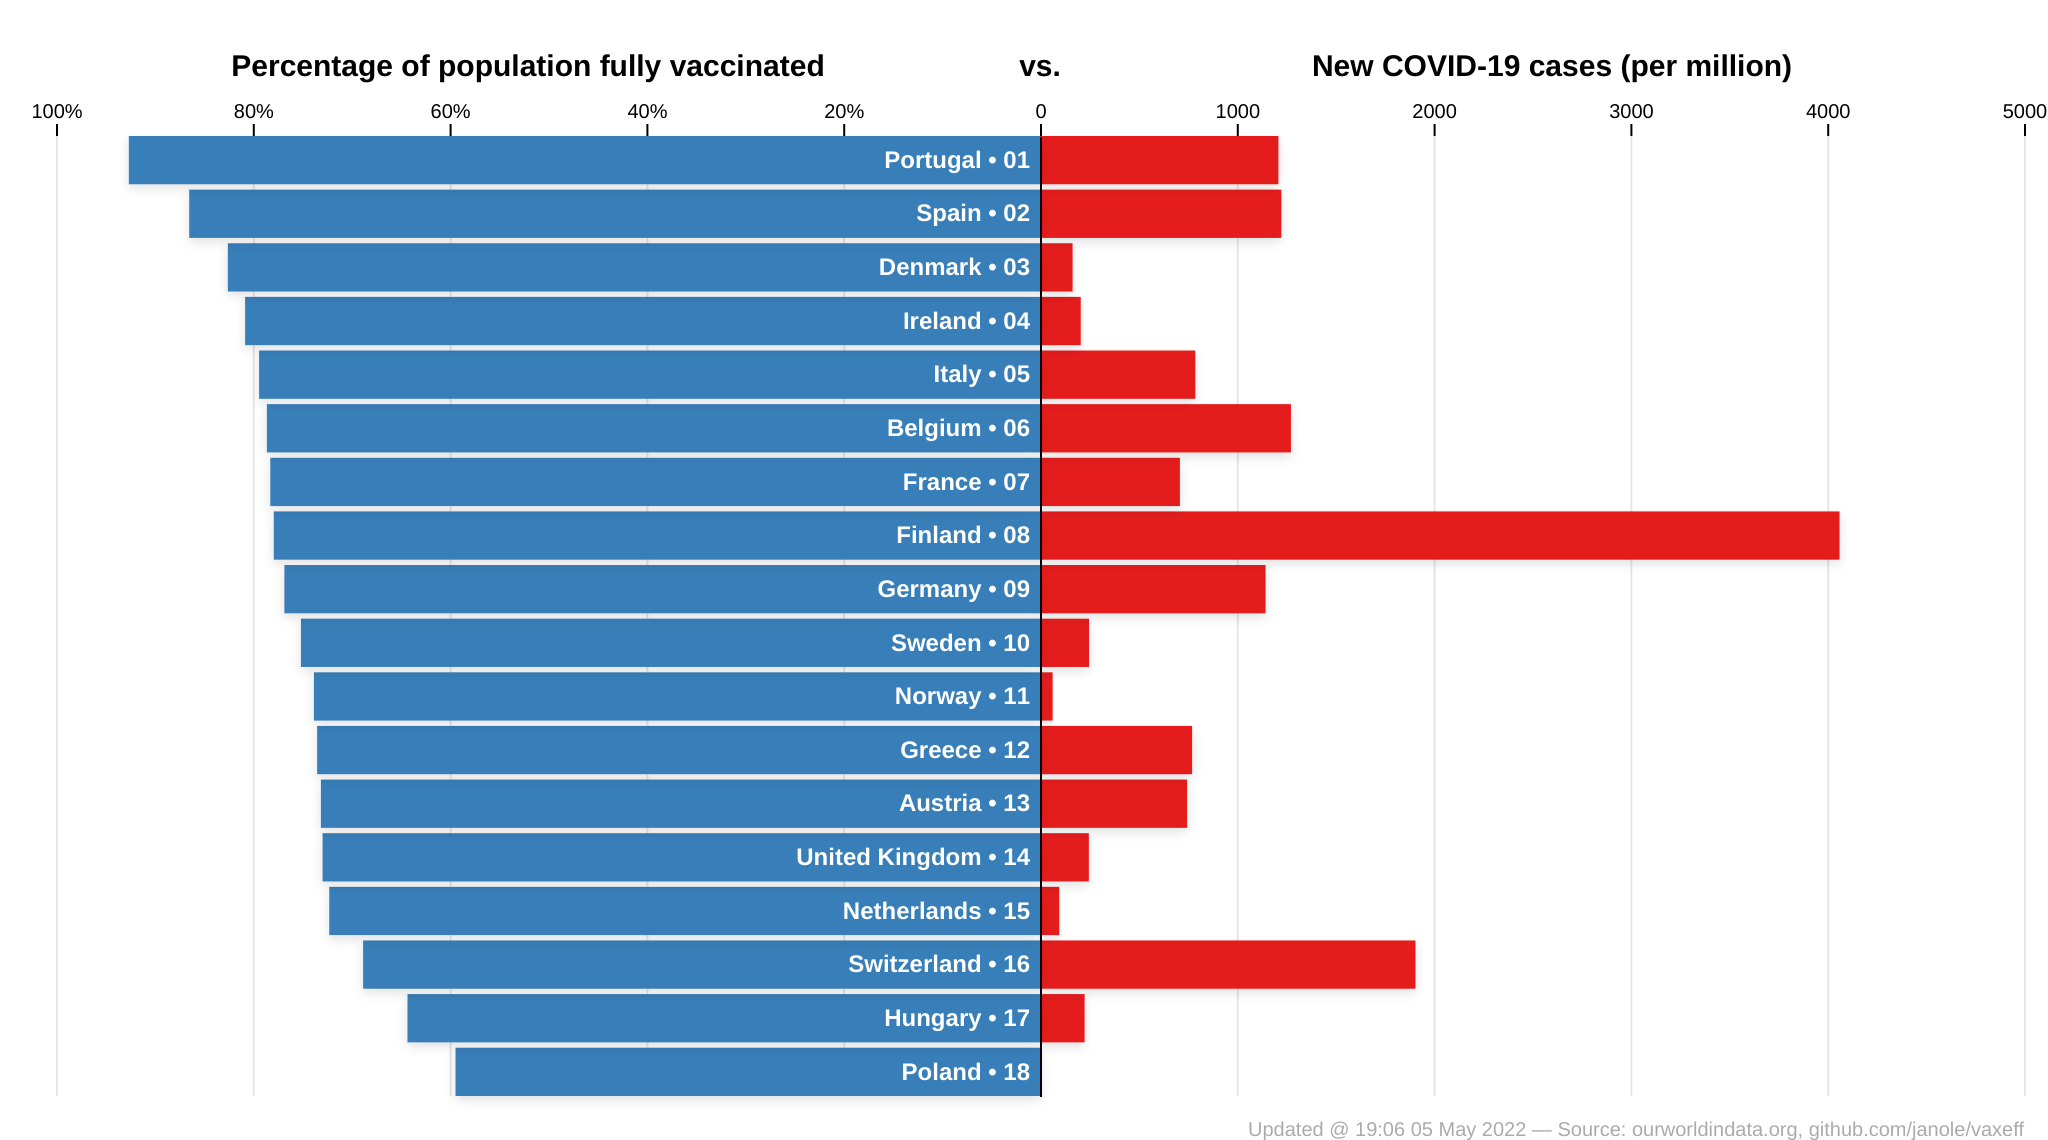 Percentage of population fully vaccinated vs. New COVID-19 cases (per million)
100% 80% 60% 40% 20% 0 1000 2000 3000 4000 5000
Portugal • 01
Spain • 02
Denmark • 03
Ireland • 04
Italy • 05
Belgium • 06
France • 07
Finland • 08
Germany • 09
Sweden • 10
Norway • 11
Greece • 12
Austria • 13
United Kingdom • 14
Netherlands • 15
Switzerland • 16
Hungary • 17
Poland • 18
Updated @ 19:06 05 May 2022 — Source: ourworldindata.org, github.com/janole/vaxeff